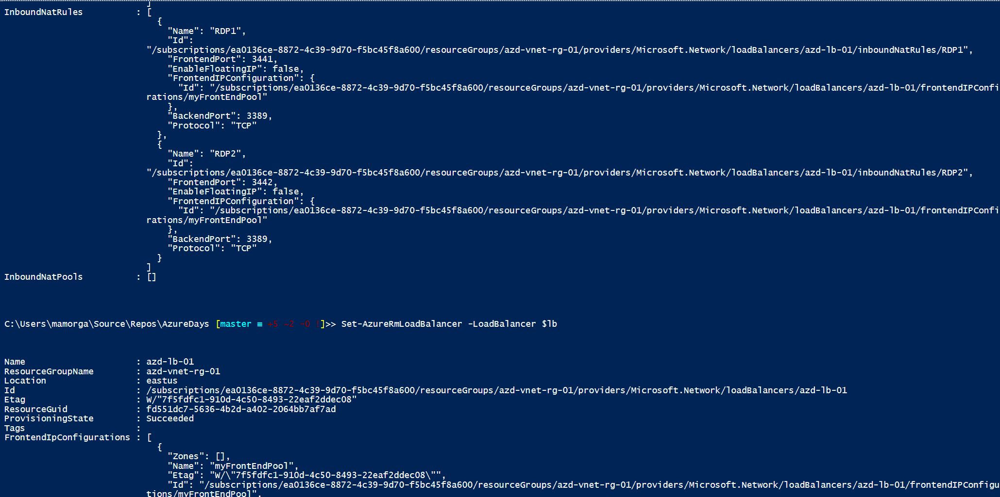 ]
InboundNatRules : [
{
"Name": "RDP1",
"Id":
"/subscriptions/ea0136ce-8872-4c39-9d70-f5bc45f8a600/resourceGroups/azd-vnet-rg-01/providers/Microsoft.Network/loadBalancers/azd-lb-01/inboundNatRules/RDP1",
"FrontendPort": 3441,
"EnableFloatingIP": false,
"FrontendIPConfiguration": {
"Id": "/subscriptions/ea0136ce-8872-4c39-9d70-f5bc45f8a600/resourceGroups/azd-vnet-rg-01/providers/Microsoft.Network/loadBalancers/azd-lb-01/frontendIPConfi
rations/myFrontEndPool"
},
"BackendPort": 3389,
"Protocol": "TCP"
},
{
"Name": "RDP2",
"Id":
"/subscriptions/ea0136ce-8872-4c39-9d70-f5bc45f8a600/resourceGroups/azd-vnet-rg-01/providers/Microsoft.Network/loadBalancers/azd-lb-01/inboundNatRules/RDP2",
"FrontendPort": 3442,
"EnableFloatingIP": false,
"FrontendIPConfiguration": {
"Id": "/subscriptions/ea0136ce-8872-4c39-9d70-f5bc45f8a600/resourceGroups/azd-vnet-rg-01/providers/Microsoft.Network/loadBalancers/azd-lb-01/frontendIPConfi
rations/myFrontEndPool"
},
"BackendPort": 3389,
"Protocol": "TCP"
}
]
InboundNatPools : []
C:\Users\mamorga\Source\Repos\AzureDays [master ≡ +5 ~2 -0 !]>> Set-AzureRmLoadBalancer -LoadBalancer $lb
Name : azd-lb-01
ResourceGroupName : azd-vnet-rg-01
Location : eastus
Id : /subscriptions/ea0136ce-8872-4c39-9d70-f5bc45f8a600/resourceGroups/azd-vnet-rg-01/providers/Microsoft.Network/loadBalancers/azd-lb-01
Etag : W/"7f5fdfc1-910d-4c50-8493-22eaf2ddec08"
ResourceGuid : fd551dc7-5636-4b2d-a402-2064bb7af7ad
ProvisioningState : Succeeded
Tags :
FrontendIpConfigurations : [
{
"Zones": [],
"Name": "myFrontEndPool",
"Etag": "W/\"7f5fdfc1-910d-4c50-8493-22eaf2ddec08\"",
"Id": "/subscriptions/ea0136ce-8872-4c39-9d70-f5bc45f8a600/resourceGroups/azd-vnet-rg-01/providers/Microsoft.Network/loadBalancers/azd-lb-01/frontendIPConfigu
tions/myFrontEndPool",